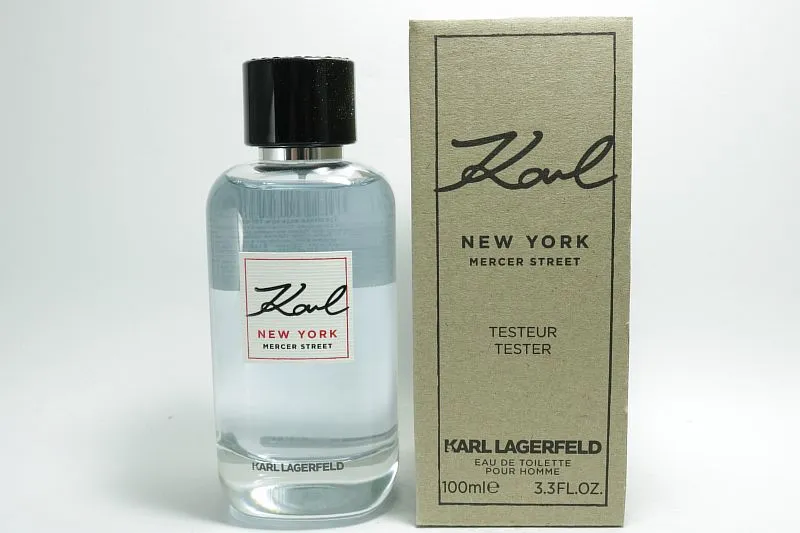 Karl
NEW YORK
MERCER STREET
KARL LAGERFELD
Karl
NEW YORK
MERCER STREET
TESTEUR
TESTER
KARL LAGERFELD
EAU DE TOILETTE
POUR HOMME
100ml℮ 3.3FL.OZ.